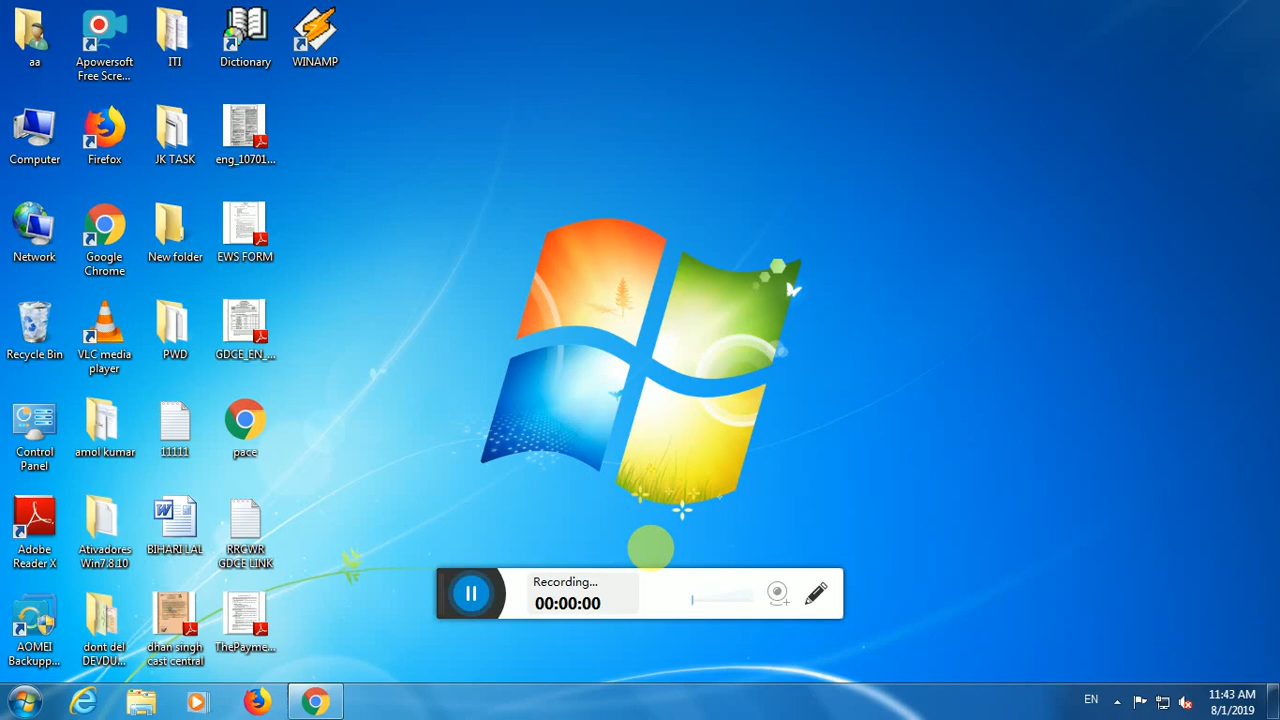 aa
Apowersoft
Free Scre...
ITI
Dictionary
WINAMP
Computer
Firefox
JK TASK
eng_10701...
Network
Google
Chrome
New folder
EWS FORM
Recycle Bin
VLC media
player
PWD
GDCE_EN_...
Control
Panel
amol kumar
11111
pace
Adobe
Reader X
Ativadores
Win7.8.10
BIHARI LAL
RRCWR
GDCE LINK
AOMEI
Backupp...
dont del
DEVDU...
dhan singh
cast central
ThePayme...
Recording...
00:00:00
EN
11:43 AM
8/1/2019